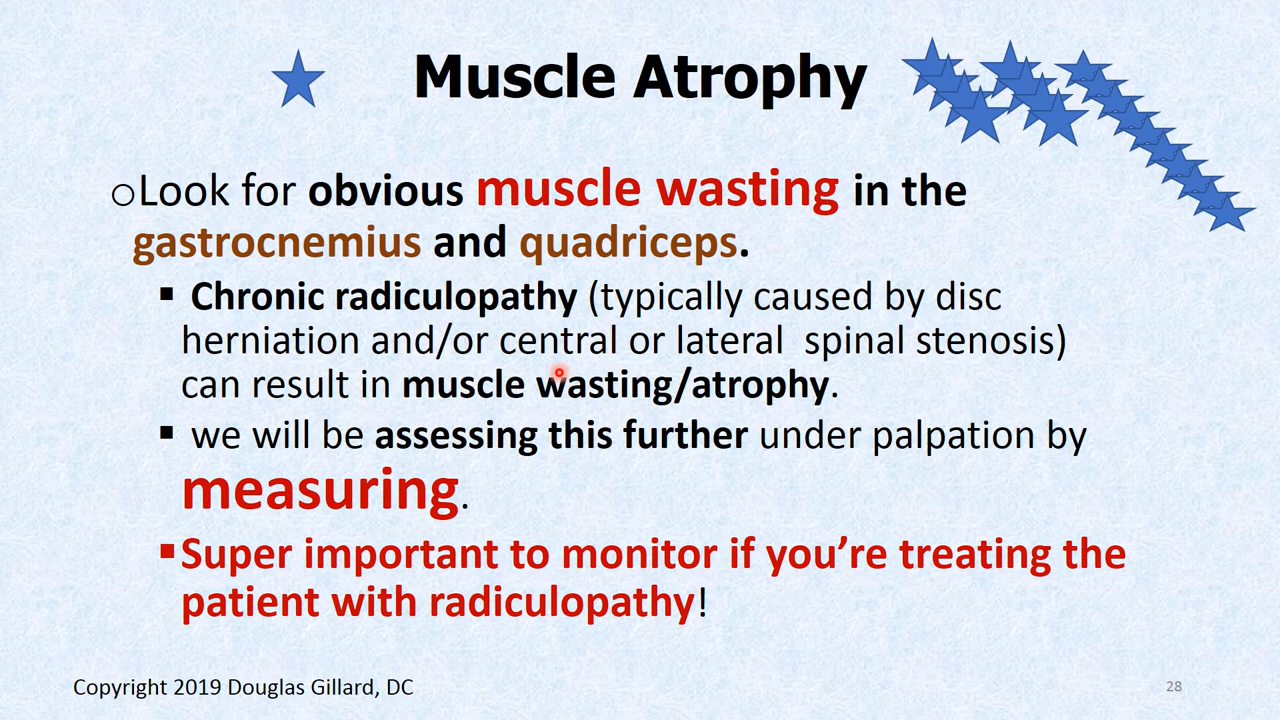 Muscle Atrophy
○Look for obvious muscle wasting in the
gastrocnemius and quadriceps.
▪ Chronic radiculopathy (typically caused by disc
herniation and/or central or lateral  spinal stenosis)
can result in muscle wasting/atrophy.
▪ we will be assessing this further under palpation by
measuring.
▪Super important to monitor if you’re treating the
patient with radiculopathy!
Copyright 2019 Douglas Gillard, DC
28